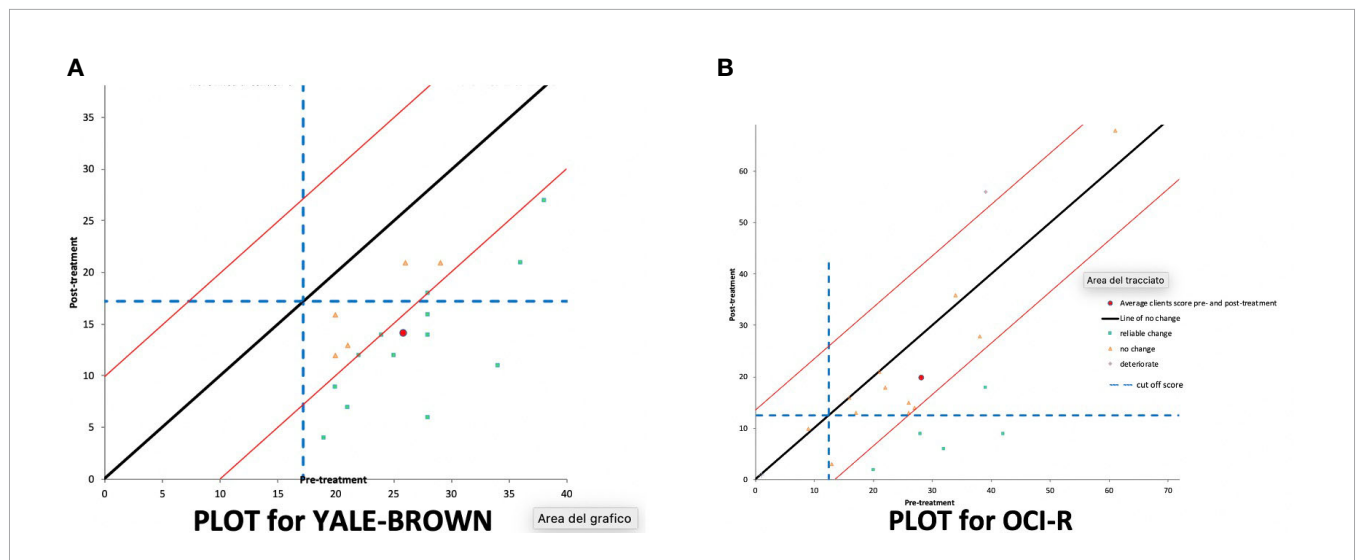 A
B
35
30
25
20
15
10
5
0
Post-treatment
0 5 10 15 20 25 30 35 40
Pre-treatment
PLOT for YALE-BROWN
Area del grafico
60
50
40
30
20
10
0
Post-treatment
Area del tracciato
Average clients score pre- and post-treatment
Line of no change
reliable change
no change
deteriorate
cut off score
0 10 20 30 40 50 60 70
Pre-treatment
PLOT for OCI-R